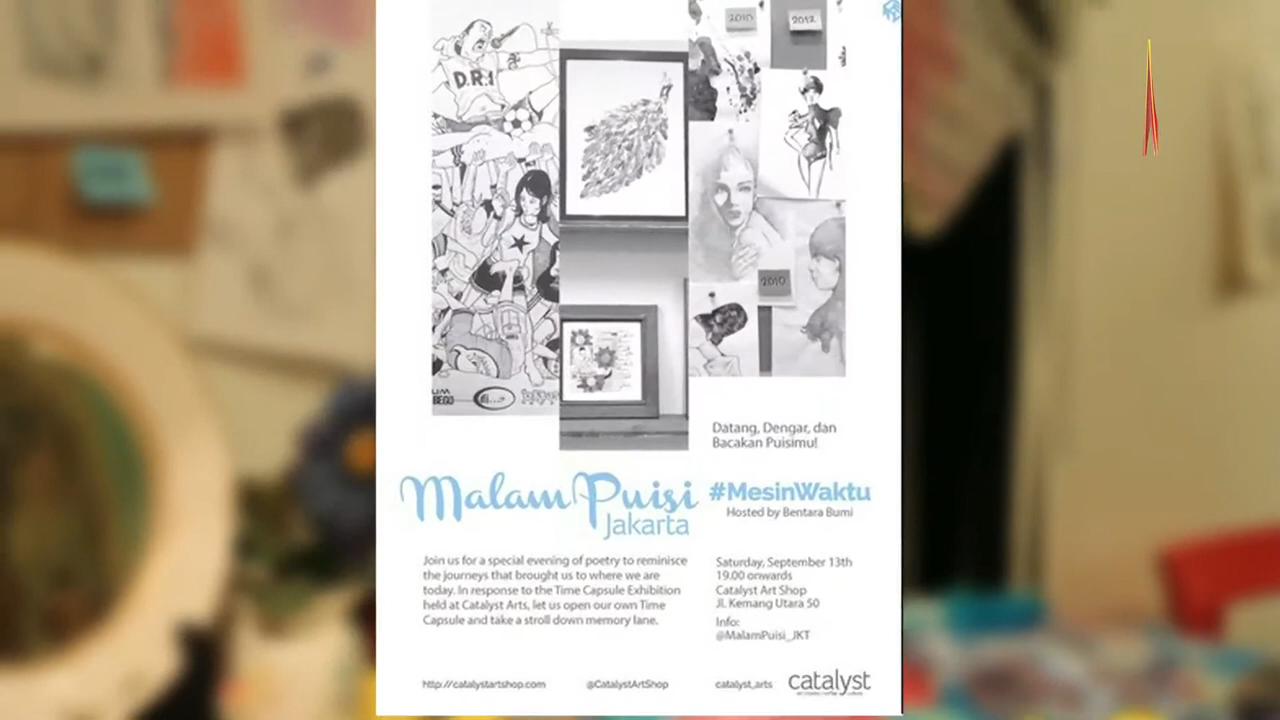 2010
2012
D.R.I
2010
Datang, Dengar, dan
Bacakan Puisimu!
Malam Puisi
Jakarta
#MesinWaktu
Hosted by Bentara Bumi
Join us for a special evening of poetry to reminisce
the journeys that brought us to where we are
today. In response to the Time Capsule Exhibition
held at Catalyst Arts, let us open our own Time
Capsule and take a stroll down memory lane.
Saturday, September 13th
19.00 onwards
Catalyst Art Shop
Jl. Kemang Utara 50
Info:
@MalamPuisi_JKT
http://catalystartshop.com
@CatalystArtShop
catalyst_arts
catalyst